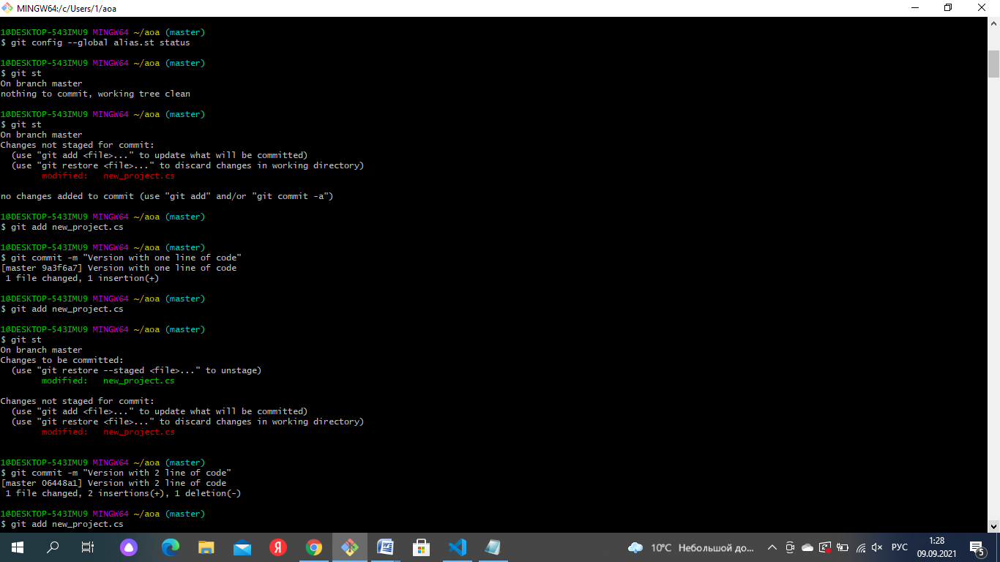 MINGW64:/c/Users/1/aoa
1@DESKTOP-543IMU9 MINGW64 ~/aoa (master)
$ git config --global alias.st status
1@DESKTOP-543IMU9 MINGW64 ~/aoa (master)
$ git st
On branch master
nothing to commit, working tree clean
1@DESKTOP-543IMU9 MINGW64 ~/aoa (master)
$ git st
On branch master
Changes not staged for commit:
(use "git add <file>..." to update what will be committed)
(use "git restore <file>..." to discard changes in working directory)
modified: new_project.cs
no changes added to commit (use "git add" and/or "git commit -a")
1@DESKTOP-543IMU9 MINGW64 ~/aoa (master)
$ git add new_project.cs
1@DESKTOP-543IMU9 MINGW64 ~/aoa (master)
$ git commit -m "Version with one line of code"
[master 9a3f6a7] Version with one line of code
1 file changed, 1 insertion(+)
1@DESKTOP-543IMU9 MINGW64 ~/aoa (master)
$ git add new_project.cs
1@DESKTOP-543IMU9 MINGW64 ~/aoa (master)
$ git st
On branch master
Changes to be committed:
(use "git restore --staged <file>..." to unstage)
modified: new_project.cs
Changes not staged for commit:
(use "git add <file>..." to update what will be committed)
(use "git restore <file>..." to discard changes in working directory)
modified: new_project.cs
1@DESKTOP-543IMU9 MINGW64 ~/aoa (master)
$ git commit -m "Version with 2 line of code"
[master 06448a1] Version with 2 line of code
1 file changed, 2 insertions(+), 1 deletion(-)
1@DESKTOP-543IMU9 MINGW64 ~/aoa (master)
$ git add new_project.cs
Я
10°C Небольшой до...
РУС
1:28
09.09.2021
5